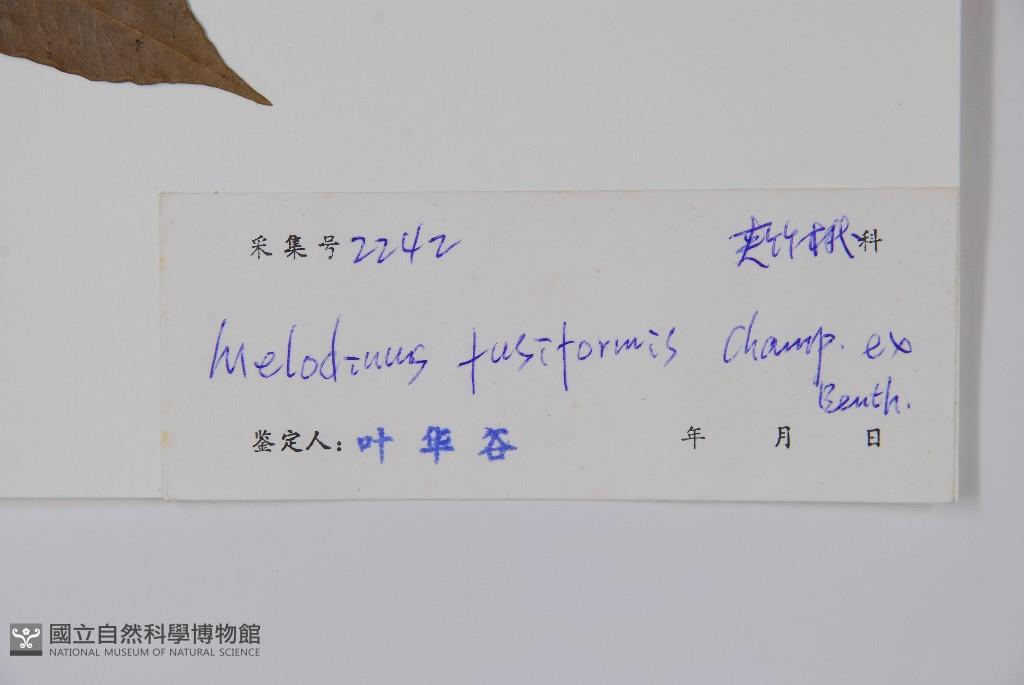 采集号 2242 夹竹桃科
Melodinus fusiformis Champ. ex
Benth.
鉴定人: 叶华谷 年 月 日
國立自然科學博物館
NATIONAL MUSEUM OF NATURAL SCIENCE